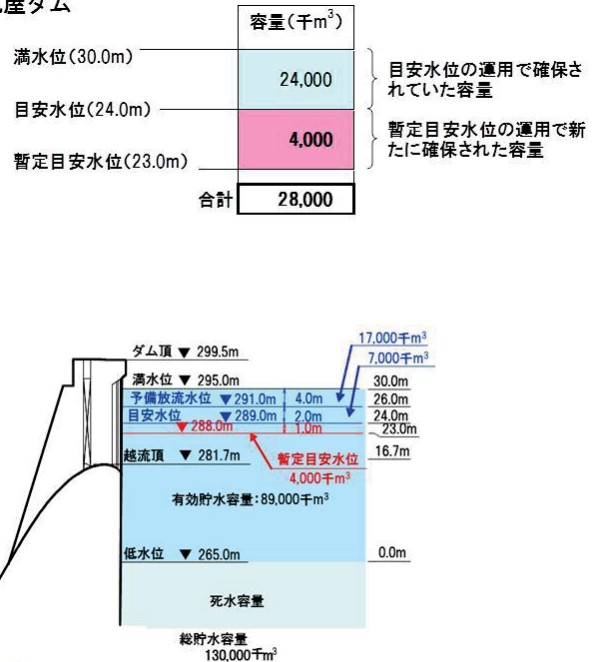 屋ダム
容量(千m³)
満水位(30.0m)
24,000
目安水位の運用で確保さ
れていた容量
目安水位(24.0m)
4,000
暫定目安水位の運用で新
たに確保された容量
暫定目安水位(23.0m)
合計 28,000
ダム頂 ▼ 299.5m
17,000千m³
7,000千m³
満水位 ▼ 295.0m
30.0m
予備放流水位 ▼291.0m 4.0m 26.0m
目安水位 ▼289.0m 2.0m 24.0m
▼288.0m 1.0m 23.0m
越流頂 ▼ 281.7m
16.7m
暫定目安水位
4,000千m³
有効貯水容量:89,000千m³
低水位 ▼ 265.0m
0.0m
死水容量
総貯水容量
130,000千m³